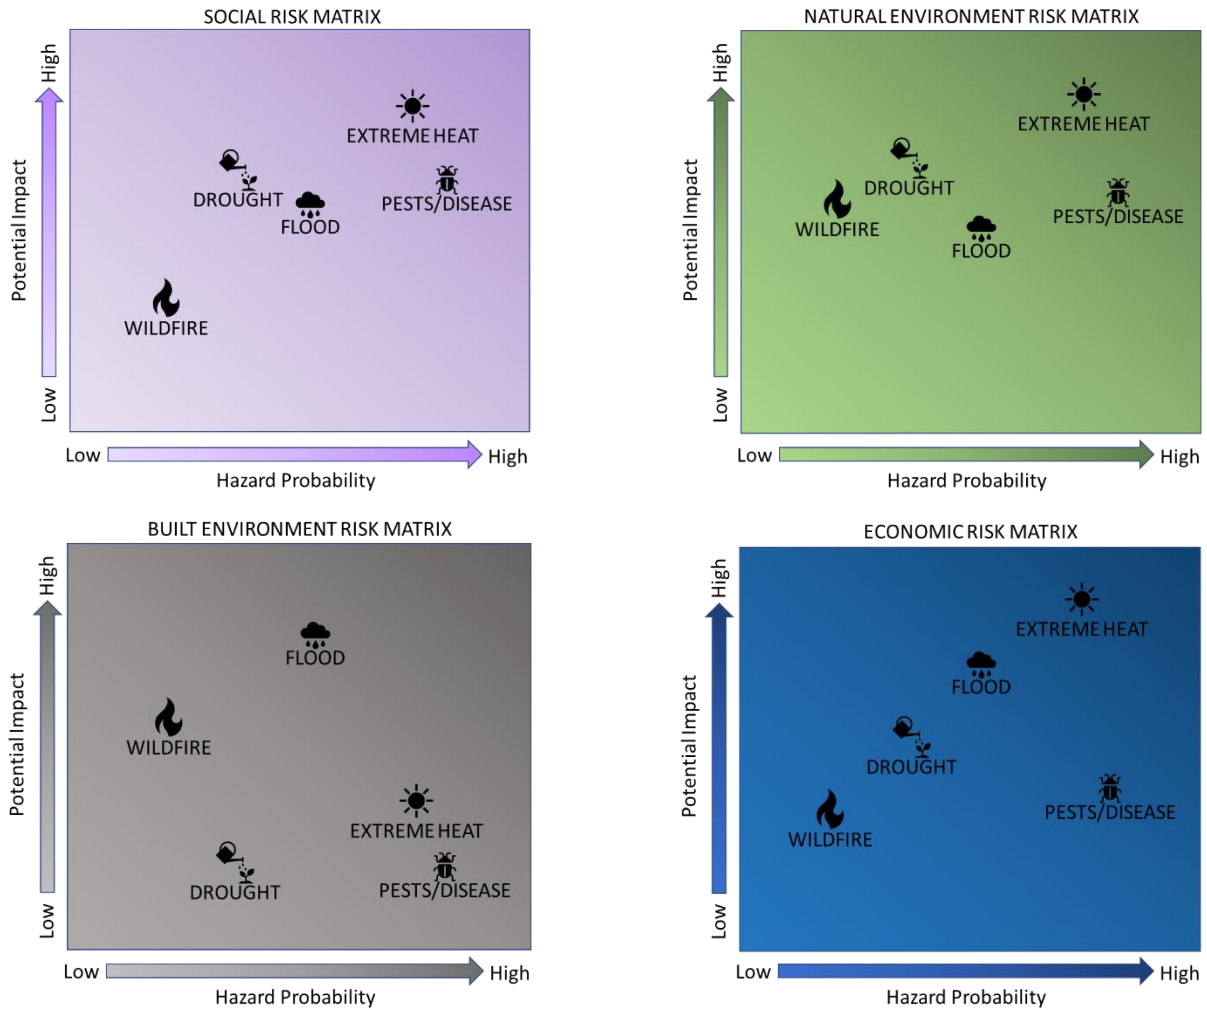 SOCIAL RISK MATRIX
High
Potential Impact
Low
EXTREME HEAT
DROUGHT
PESTS/DISEASE
FLOOD
WILDFIRE
Low
High
Hazard Probability
NATURAL ENVIRONMENT RISK MATRIX
High
Potential Impact
Low
EXTREME HEAT
DROUGHT
PESTS/DISEASE
WILDFIRE
FLOOD
Low
High
Hazard Probability
BUILT ENVIRONMENT RISK MATRIX
High
Potential Impact
Low
FLOOD
WILDFIRE
EXTREME HEAT
DROUGHT
PESTS/DISEASE
Low
High
Hazard Probability
ECONOMIC RISK MATRIX
High
Potential Impact
Low
EXTREME HEAT
FLOOD
DROUGHT
PESTS/DISEASE
WILDFIRE
Low
High
Hazard Probability